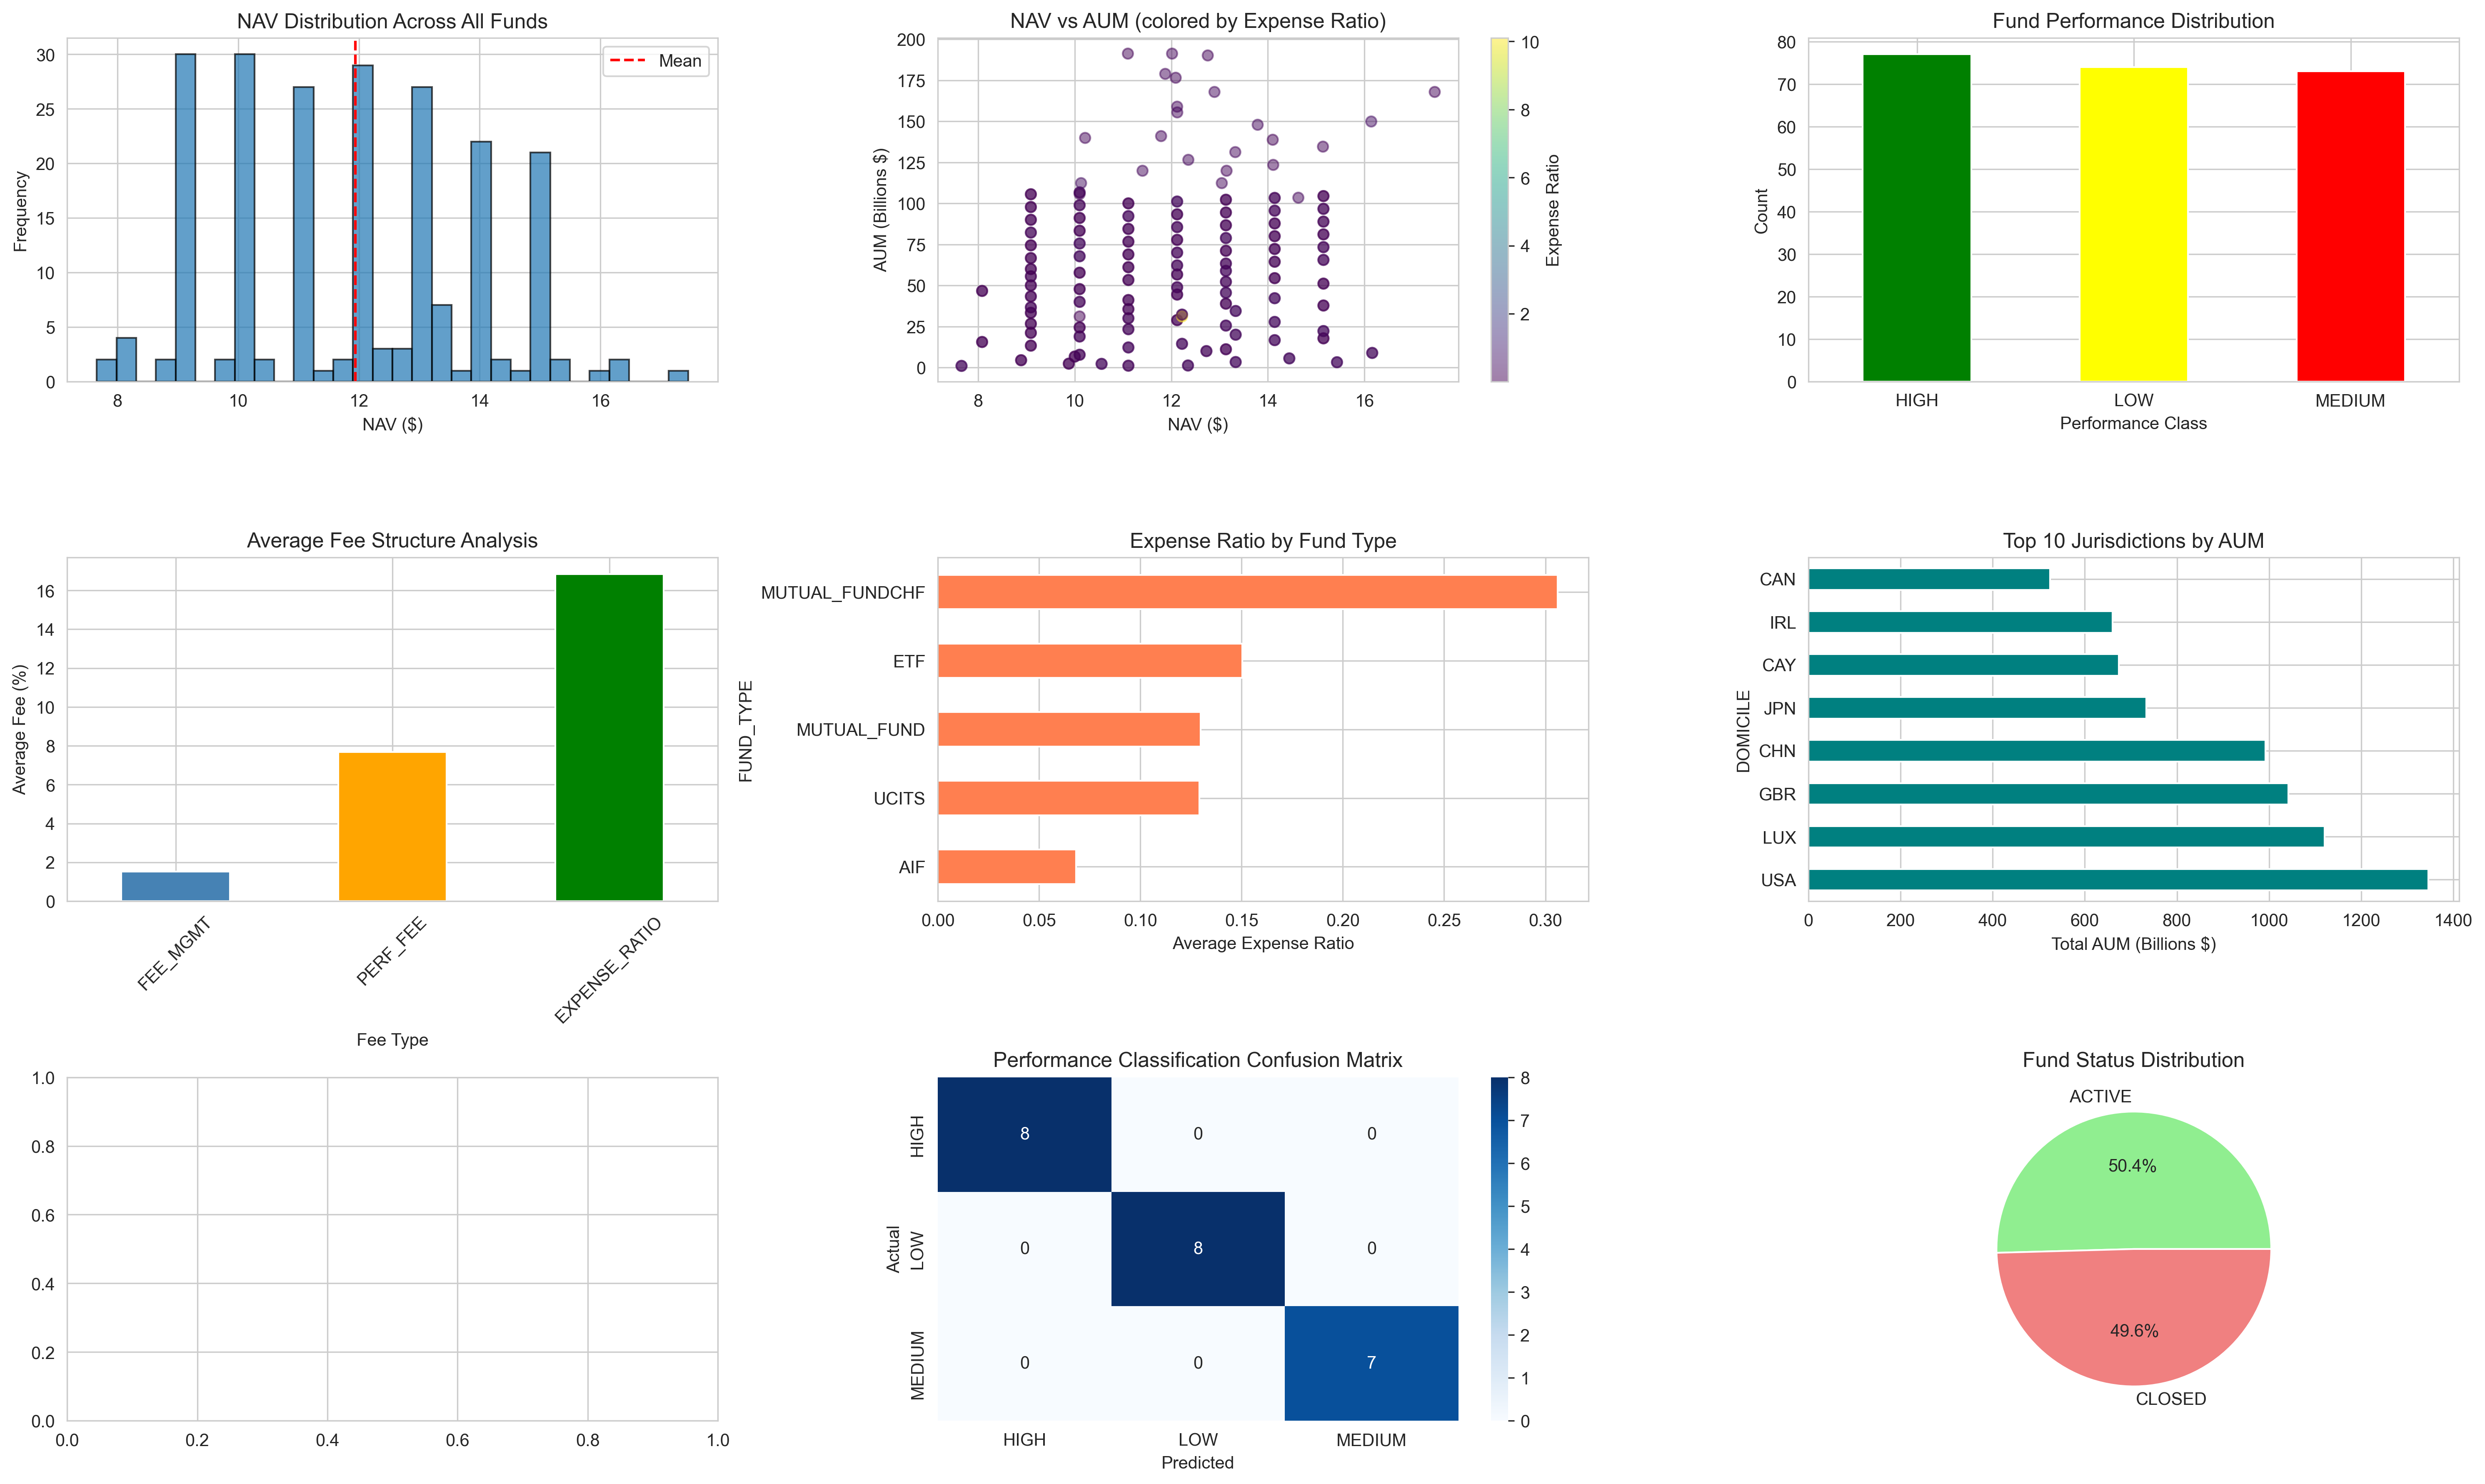 NAV Distribution Across All Funds
30
25
20
15
10
5
0
Frequency
Mean
8
10
12
14
16
NAV ($)
NAV vs AUM (colored by Expense Ratio)
200
175
150
125
100
75
50
25
0
AUM (Billions $)
8
10
12
14
16
NAV ($)
10
8
6
4
2
Expense Ratio
Fund Performance Distribution
80
70
60
50
40
30
20
10
0
Count
HIGH
LOW
MEDIUM
Performance Class
Average Fee Structure Analysis
16
14
12
10
8
6
4
2
0
Average Fee (%)
FEE_MGMT
PERF_FEE
EXPENSE_RATIO
Fee Type
Expense Ratio by Fund Type
FUND_TYPE
MUTUAL_FUNDCHF
ETF
MUTUAL_FUND
UCITS
AIF
0.00
0.05
0.10
0.15
0.20
0.25
0.30
Average Expense Ratio
Top 10 Jurisdictions by AUM
DOMICILE
CAN
IRL
CAY
JPN
CHN
GBR
LUX
USA
0
200
400
600
800
1000
1200
1400
Total AUM (Billions $)
1.0
0.8
0.6
0.4
0.2
0.0
0.0
0.2
0.4
0.6
0.8
1.0
Performance Classification Confusion Matrix
Actual
HIGH
8
0
0
LOW
0
8
0
MEDIUM
0
0
7
HIGH
LOW
MEDIUM
Predicted
8
7
6
5
4
3
2
1
0
Fund Status Distribution
ACTIVE
50.4%
49.6%
CLOSED